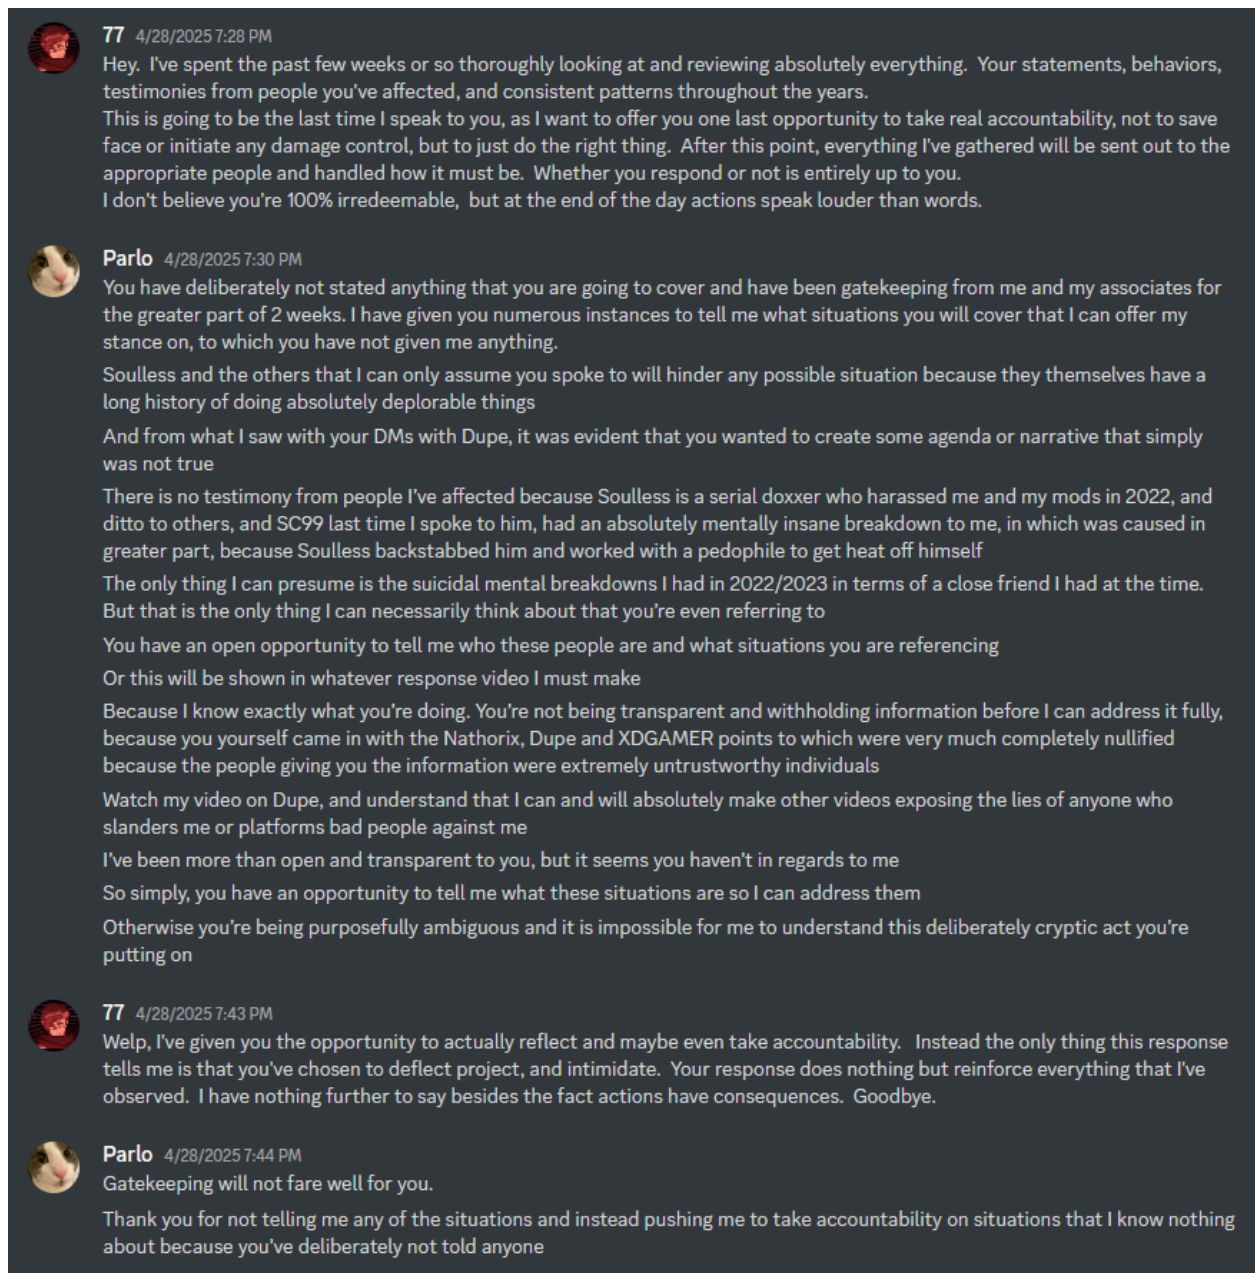 77 4/28/2025 7:28 PM
Hey. I've spent the past few weeks or so thoroughly looking at and reviewing absolutely everything. Your statements, behaviors,
testimonies from people you've affected, and consistent patterns throughout the years.
This is going to be the last time I speak to you, as I want to offer you one last opportunity to take real accountability, not to save
face or initiate any damage control, but to just do the right thing. After this point, everything I've gathered will be sent out to the
appropriate people and handled how it must be. Whether you respond or not is entirely up to you.
I don't believe you're 100% irredeemable, but at the end of the day actions speak louder than words.
Parlo 4/28/2025 7:30 PM
You have deliberately not stated anything that you are going to cover and have been gatekeeping from me and my associates for
the greater part of 2 weeks. I have given you numerous instances to tell me what situations you will cover that I can offer my
stance on, to which you have not given me anything.
Soulless and the others that I can only assume you spoke to will hinder any possible situation because they themselves have a
long history of doing absolutely deplorable things
And from what I saw with your DMs with Dupe, it was evident that you wanted to create some agenda or narrative that simply
was not true
There is no testimony from people I've affected because Soulless is a serial doxxer who harassed me and my mods in 2022, and
ditto to others, and SC99 last time I spoke to him, had an absolutely mentally insane breakdown to me, in which was caused in
greater part, because Soulless backstabbed him and worked with a pedophile to get heat off himself
The only thing I can presume is the suicidal mental breakdowns I had in 2022/2023 in terms of a close friend I had at the time.
But that is the only thing I can necessarily think about that you're even referring to
You have an open opportunity to tell me who these people are and what situations you are referencing
Or this will be shown in whatever response video I must make
Because I know exactly what you're doing. You're not being transparent and withholding information before I can address it fully,
because you yourself came in with the Nathorix, Dupe and XDGAMER points to which were very much completely nullified
because the people giving you the information were extremely untrustworthy individuals
Watch my video on Dupe, and understand that I can and will absolutely make other videos exposing the lies of anyone who
slanders me or platforms bad people against me
I've been more than open and transparent to you, but it seems you haven't in regards to me
So simply, you have an opportunity to tell me what these situations are so I can address them
Otherwise you're being purposefully ambiguous and it is impossible for me to understand this deliberately cryptic act you're
putting on
77 4/28/2025 7:43 PM
Welp, I've given you the opportunity to actually reflect and maybe even take accountability. Instead the only thing this response
tells me is that you've chosen to deflect project, and intimidate. Your response does nothing but reinforce everything that I've
observed. I have nothing further to say besides the fact actions have consequences. Goodbye.
Parlo 4/28/2025 7:44 PM
Gatekeeping will not fare well for you.
Thank you for not telling me any of the situations and instead pushing me to take accountability on situations that I know nothing
about because you've deliberately not told anyone